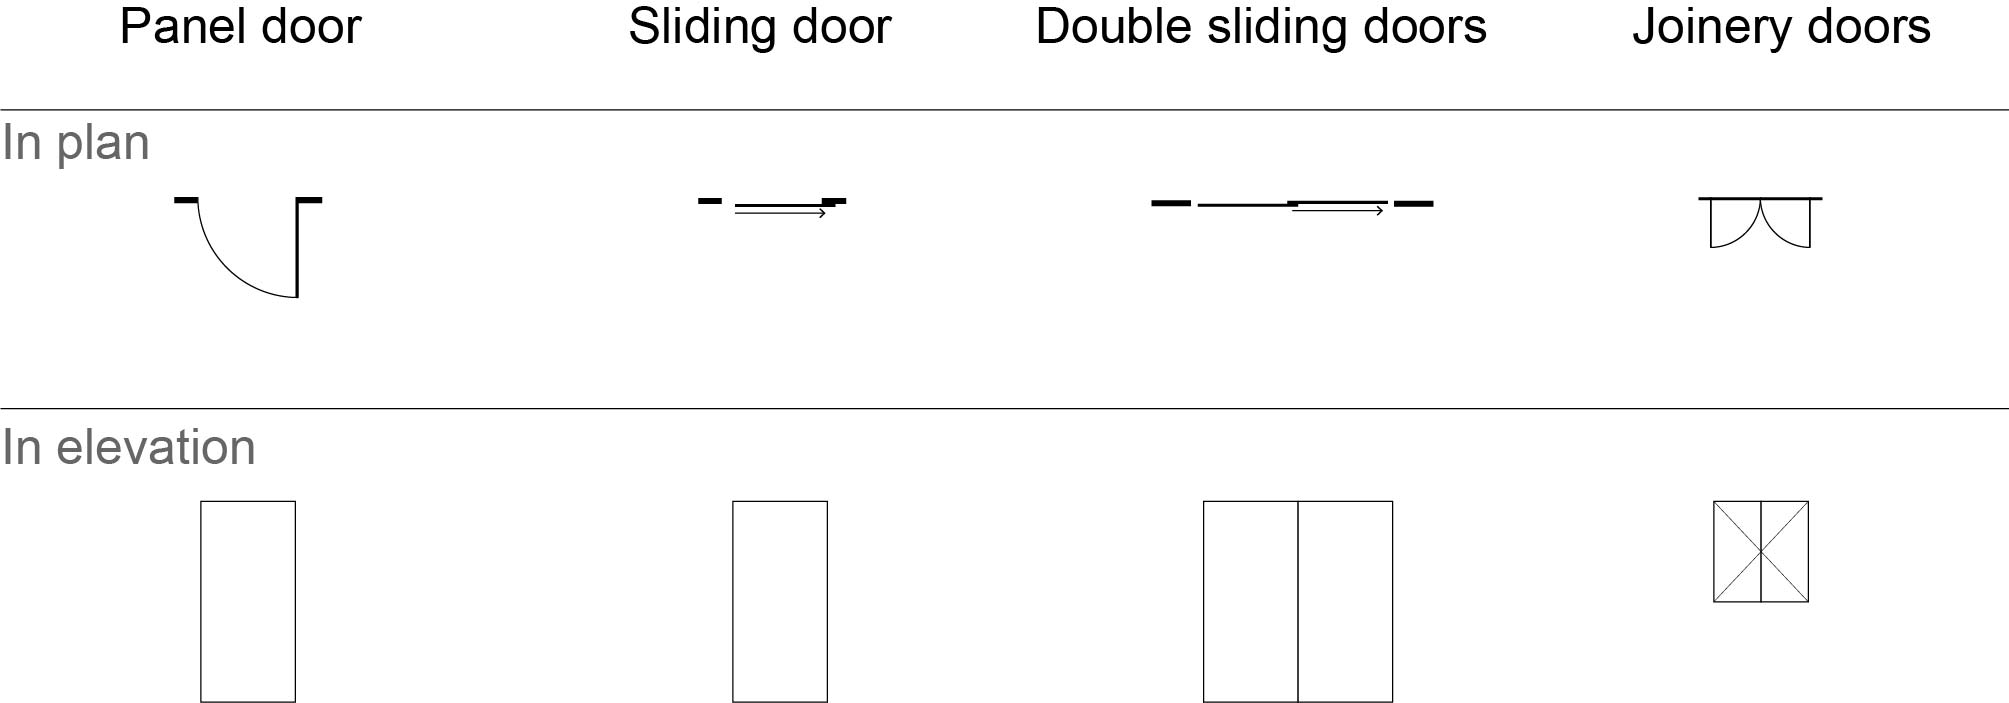 Panel door
Sliding door
Double sliding doors
Joinery doors
In plan
In elevation